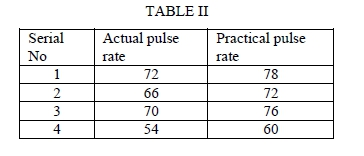 TABLE II
Serial No Actual pulse rate Practical pulse rate
1 72 78
2 66 72
3 70 76
4 54 60